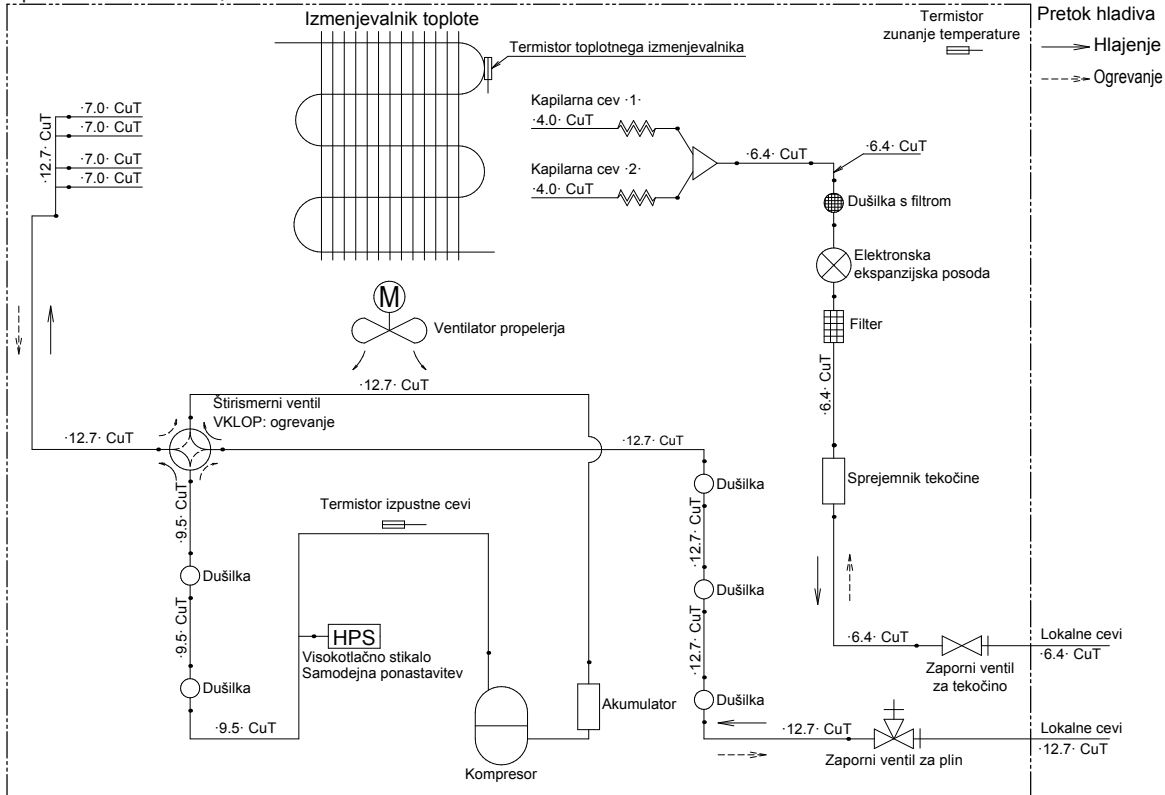 Izmenjevalnik toplote
Termistor toplotnega izmenjevalnika
Termistor
zunanje temperature
Pretok hladiva
Hlajenje
Ogrevanje
·7.0· CuT
·7.0· CuT
·7.0· CuT
·7.0· CuT
·12.7· CuT
Kapilarna cev ·1·
·4.0· CuT
Kapilarna cev ·2·
·4.0· CuT
·6.4· CuT
·6.4· CuT
Dušilka s filtrom
Elektronska
ekspanzijska posoda
Filter
·6.4· CuT
M
Ventilator propelerja
·12.7· CuT
Štirismerni ventil
VKLOP: ogrevanje
·12.7· CuT
·12.7· CuT
Sprejemnik tekočine
Dušilka
·9.5· CuT
Termistor izpustne cevi
·12.7· CuT
Dušilka
Dušilka
·9.5· CuT
HPS
Visokotlačno stikalo
Samodejna ponastavitev
·12.7· CuT
·6.4· CuT
Lokalne cevi
·6.4· CuT
Zaporni ventil
za tekočino
Dušilka
Akumulator
Dušilka
·9.5· CuT
·12.7· CuT
Lokalne cevi
·12.7· CuT
Zaporni ventil za plin
Kompresor